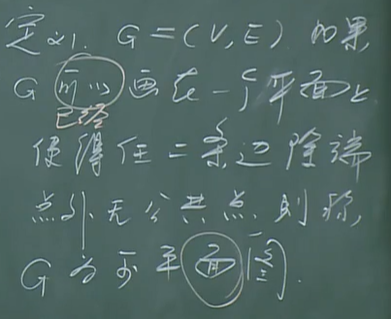 定义1. G=(V,E) 如果
G 可以画在一个平面上
已经
使得任二条边除端
点外无公共点则称
G为可平面图.